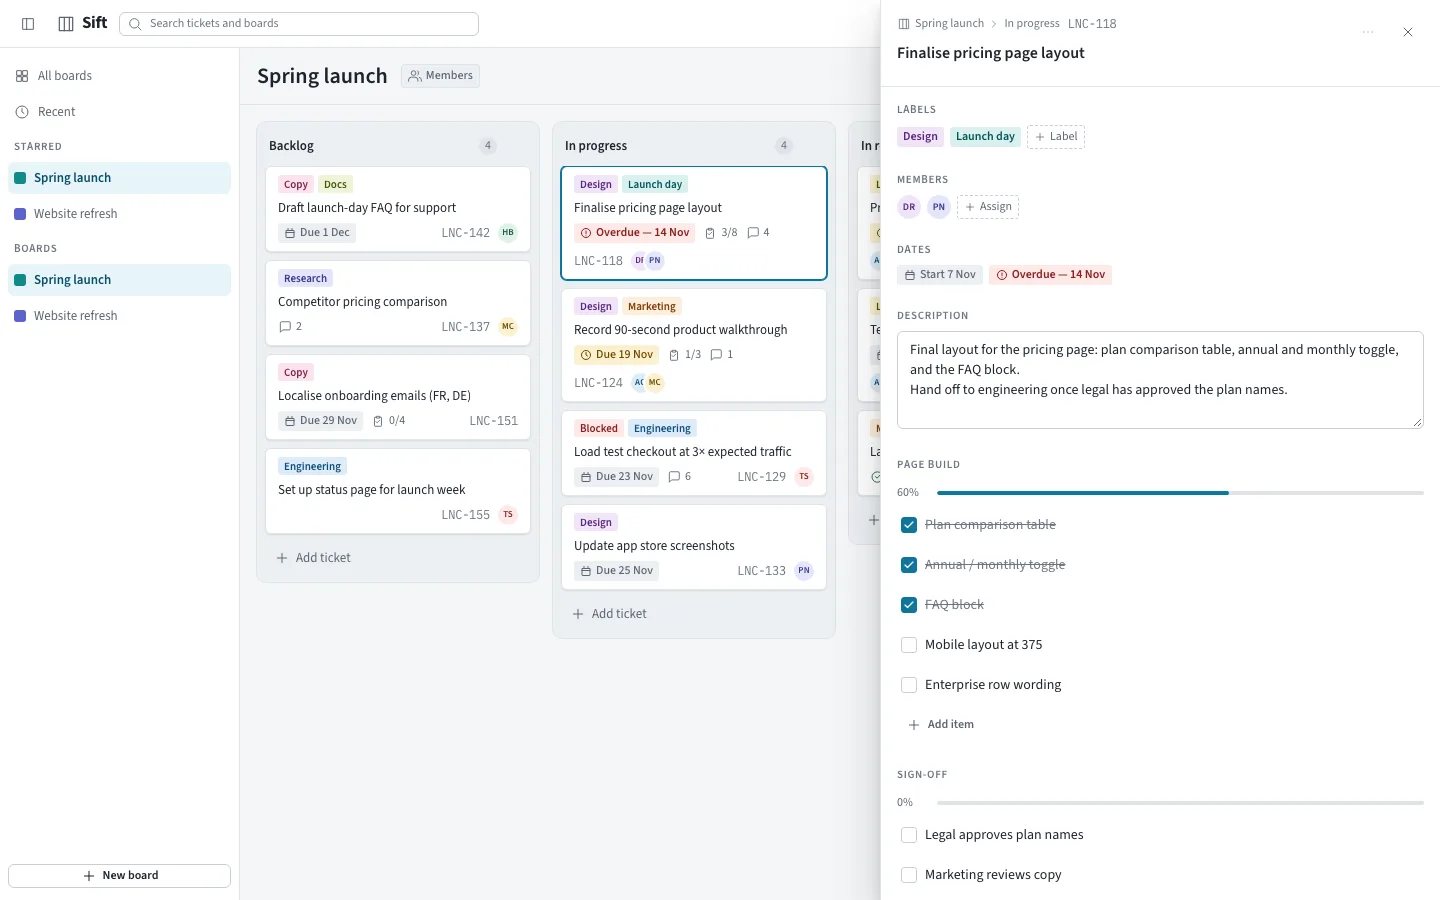 Sift
Search tickets and boards
All boards
Recent
STARRED
Spring launch
Website refresh
BOARDS
Spring launch
Website refresh
New board
Spring launch
Members
Backlog
4
Copy
Docs
Draft launch-day FAQ for support
Due 1 Dec
LNC-142
HB
Research
Competitor pricing comparison
2
LNC-137
MC
Copy
Localise onboarding emails (FR, DE)
Due 29 Nov
0/4
LNC-151
Engineering
Set up status page for launch week
LNC-155
TS
Add ticket
In progress
4
Design
Launch day
Finalise pricing page layout
Overdue — 14 Nov
3/8
4
LNC-118
PN
Design
Marketing
Record 90-second product walkthrough
Due 19 Nov
1/3
1
LNC-124
MC
Blocked
Engineering
Load test checkout at 3× expected traffic
Due 23 Nov
6
LNC-129
TS
Design
Update app store screenshots
Due 25 Nov
LNC-133
PN
Add ticket
Spring launch
In progress
LNC-118
Finalise pricing page layout
LABELS
Design
Launch day
Label
MEMBERS
DR
PN
Assign
DATES
Start 7 Nov
Overdue — 14 Nov
DESCRIPTION
Final layout for the pricing page: plan comparison table, annual and monthly toggle,
and the FAQ block.
Hand off to engineering once legal has approved the plan names.
PAGE BUILD
60%
Plan comparison table
Annual / monthly toggle
FAQ block
Mobile layout at 375
Enterprise row wording
Add item
SIGN-OFF
0%
Legal approves plan names
Marketing reviews copy